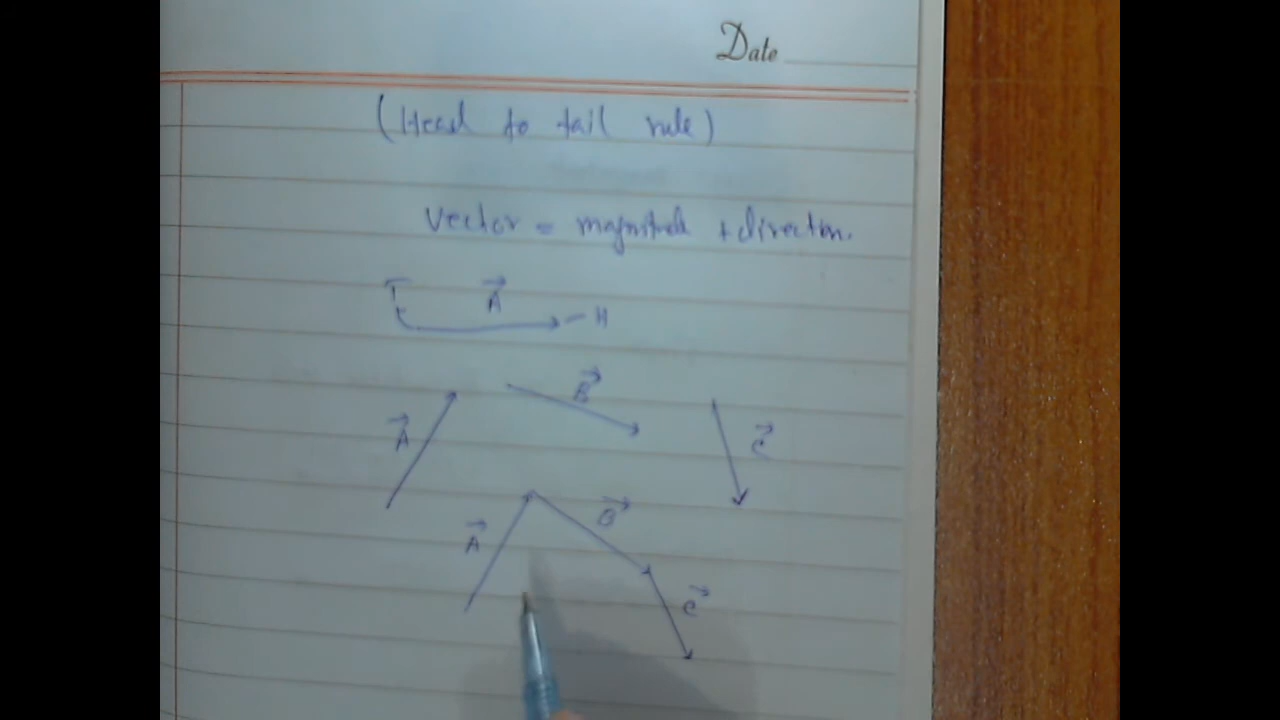 Date
(Head to tail rule)
Vector = magnitude + direction.
T A
H
A B C
A B C